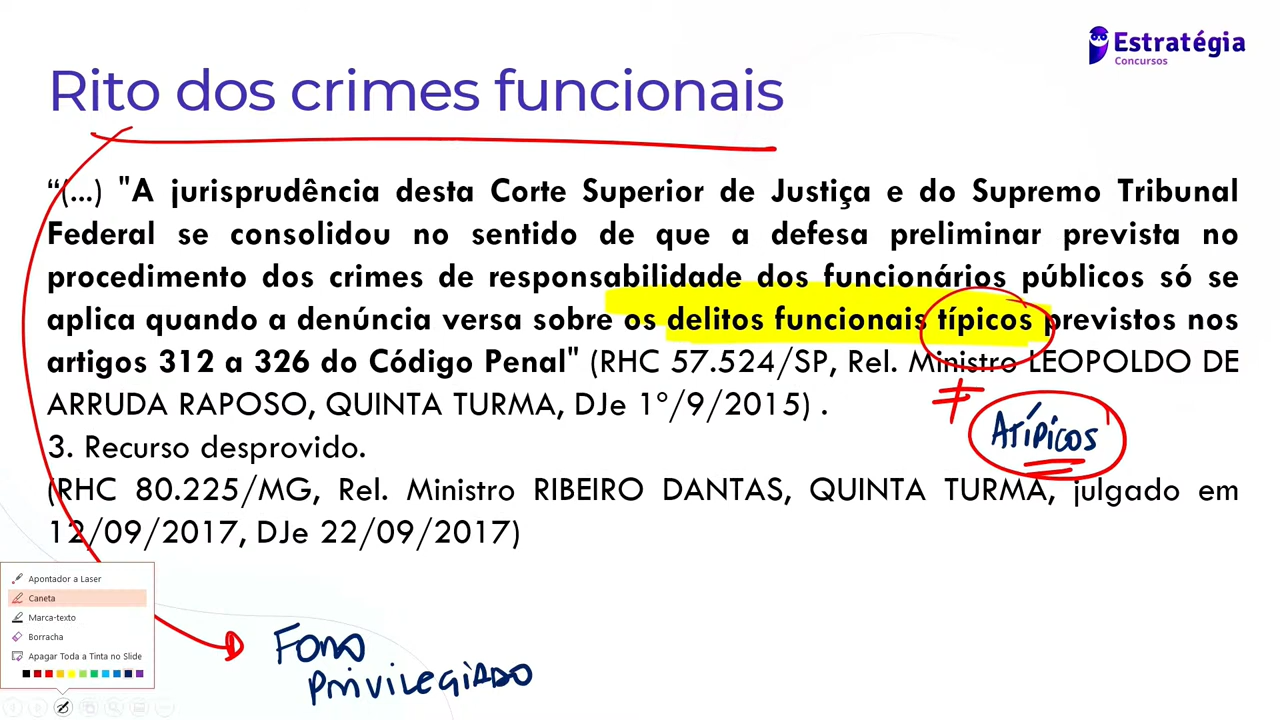 Estratégia
Concursos
Rito dos crimes funcionais
“(...) "A jurisprudência desta Corte Superior de Justiça e do Supremo Tribunal
Federal se consolidou no sentido de que a defesa preliminar prevista no
procedimento dos crimes de responsabilidade dos funcionários públicos só se
aplica quando a denúncia versa sobre os delitos funcionais típicos previstos nos
artigos 312 a 326 do Código Penal" (RHC 57.524/SP, Rel. Ministro LEOPOLDO DE
ARRUDA RAPOSO, QUINTA TURMA, DJe 1º/9/2015) .
≠
ATÍPICOS
3. Recurso desprovido.
(RHC 80.225/MG, Rel. Ministro RIBEIRO DANTAS, QUINTA TURMA, julgado em
12/09/2017, DJe 22/09/2017)
Apontador a Laser
Caneta
Marca-texto
Borracha
Apagar Toda a Tinta no Slide
Foro
privilegiado